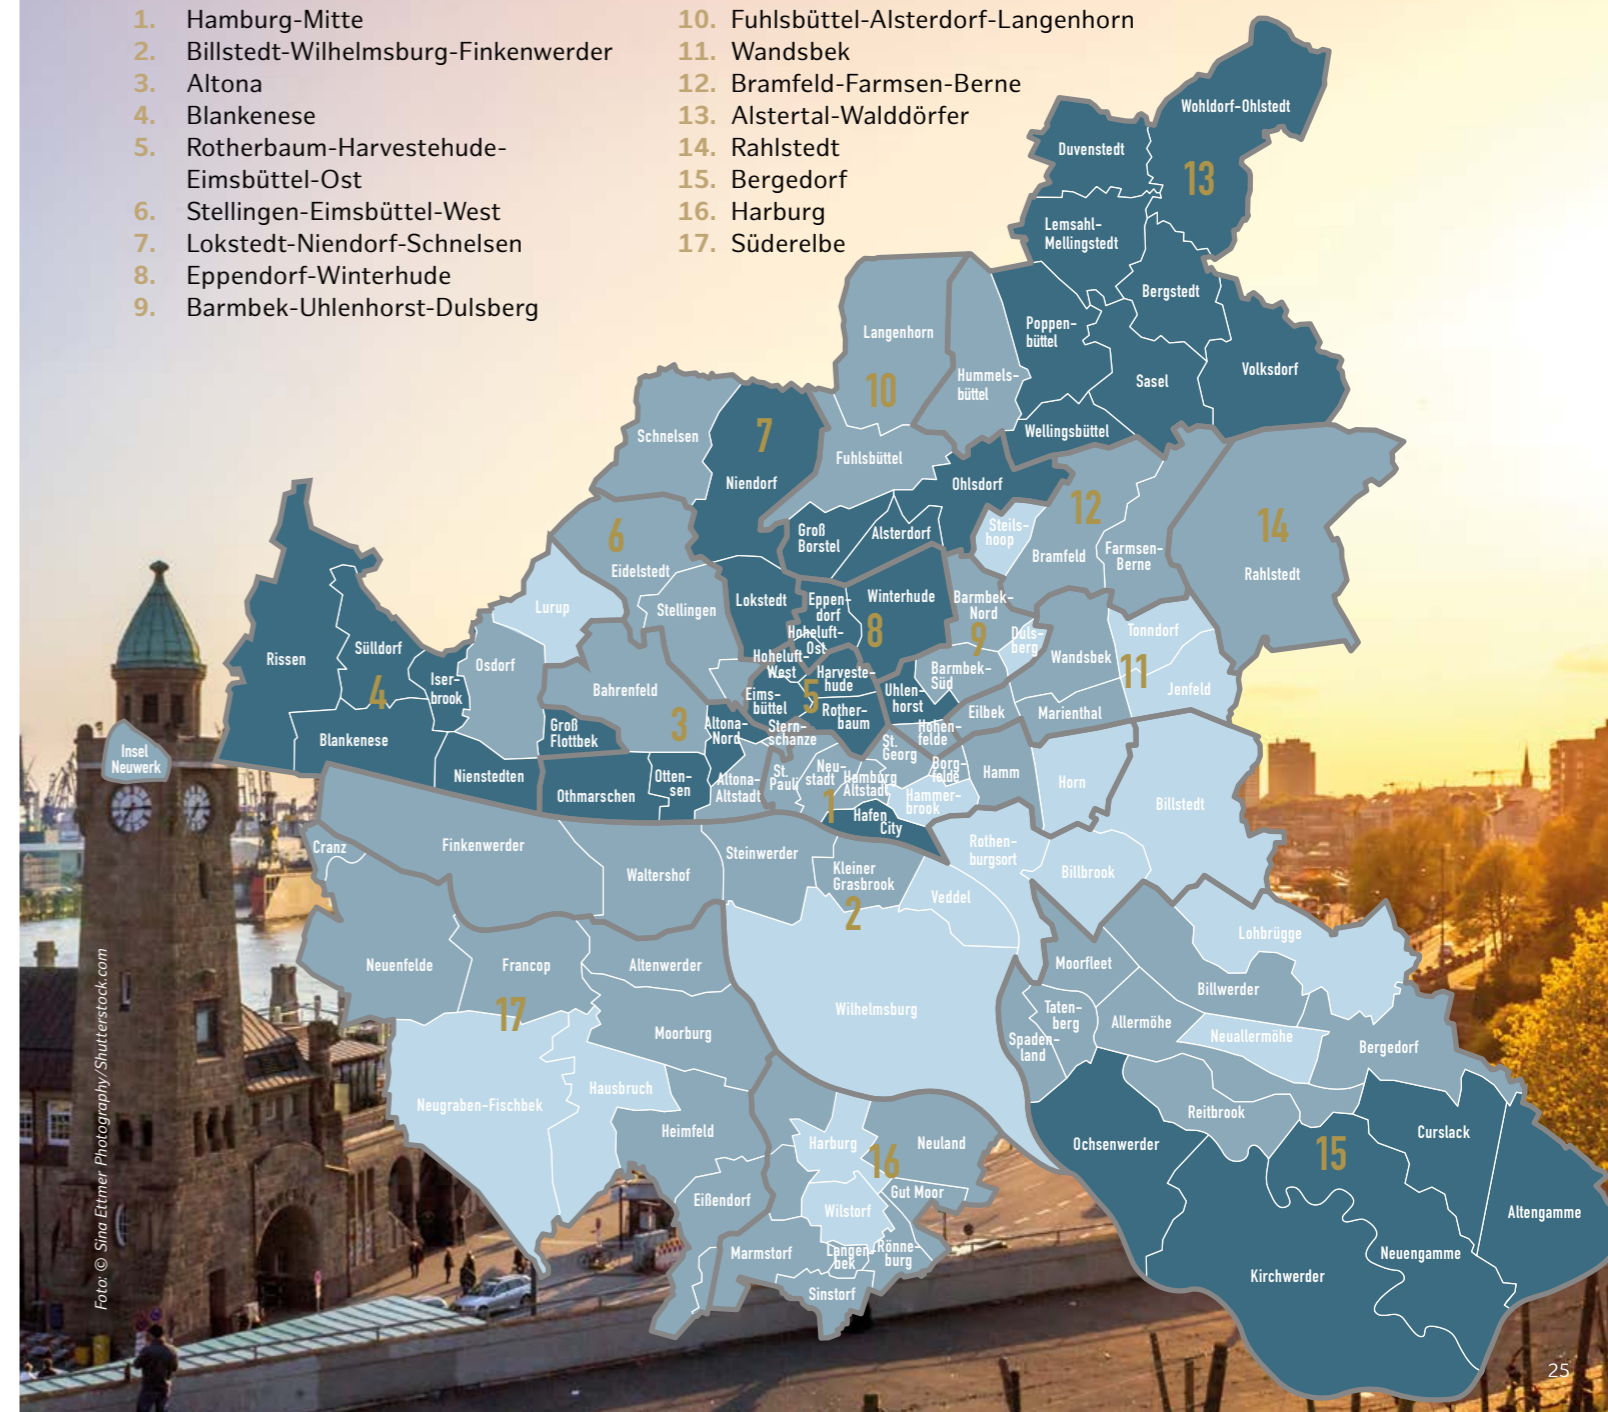 1. Hamburg-Mitte
2. Billstedt-Wilhelmsburg-Finkenwerder
3. Altona
4. Blankenese
5. Rotherbaum-Harvestehude-
Eimsbüttel-Ost
6. Stellingen-Eimsbüttel-West
7. Lokstedt-Niendorf-Schnelsen
8. Eppendorf-Winterhude
9. Barmbek-Uhlenhorst-Dulsberg
10. Fuhlsbüttel-Alsterdorf-Langenhorn
11. Wandsbek
12. Bramfeld-Farmsen-Berne
13. Alstertal-Walddörfer
14. Rahlstedt
15. Bergedorf
16. Harburg
17. Süderelbe
Wohldorf-Ohlstedt
Duvenstedt
13
Lemsahl-
Mellingstedt
Bergstedt
Poppen-
büttel
Volksdorf
Sasel
Wellingsbüttel
Langenhorn
10
Hummels-
büttel
Fuhlsbüttel
Ohlsdorf
Groß
Borstel
Alsterdorf
Schnelsen
7
Niendorf
Lokstedt
6
Eidelstedt
Stellingen
12
Steils-
hoop
Bramfeld
Farmsen-
Berne
14
Rahlstedt
Eppen-
dorf
Hoheluft-
Ost
Winterhude
8
Barmbek-
Nord
9
Duls-
berg
Barmbek-
Süd
Uhlen-
horst
Wandsbek
Tonndorf
11
Jenfeld
Marienthal
Eilbek
Hohen-
felde
Hoheluft-
West
Harveste-
hude
5
Eims-
büttel
Rother-
baum
Lurup
Osdorf
Bahrenfeld
3
Groß
Flottbek
Altona-
Nord
Stern-
schanze
Otten-
sen
Altona-
Altstadt
Othmarschen
Rissen
Sülldorf
4
Iser-
brook
Blankenese
Nienstedten
Insel
Neuwerk
St.
Pauli
Neu-
stadt
Hamburg
Altstadt
St.
Georg
Borg-
felde
Hamm
Hammer-
brook
1
Hafen
City
Horn
Billstedt
Rothen-
burgsort
Billbrook
Cranz
Finkenwerder
Waltershof
Steinwerder
Kleiner
Grasbrook
Veddel
2
Wilhelmsburg
Neuenfelde
Francop
Altenwerder
17
Moorburg
Hausbruch
Neugraben-Fischbek
Heimfeld
Eißendorf
Harburg
16
Neuland
Gut Moor
Wilstorf
Marmstorf
Langen-
bek
Rönne-
burg
Sinstorf
Moorfleet
Lohbrügge
Billwerder
Taten-
berg
Allermöhe
Neuallermöhe
Spaden-
land
Bergedorf
Reitbrook
Ochsenwerder
15
Curslack
Altengamme
Neuengamme
Kirchwerder
Foto: © Sina Ettmer Photography/Shutterstock.com
25